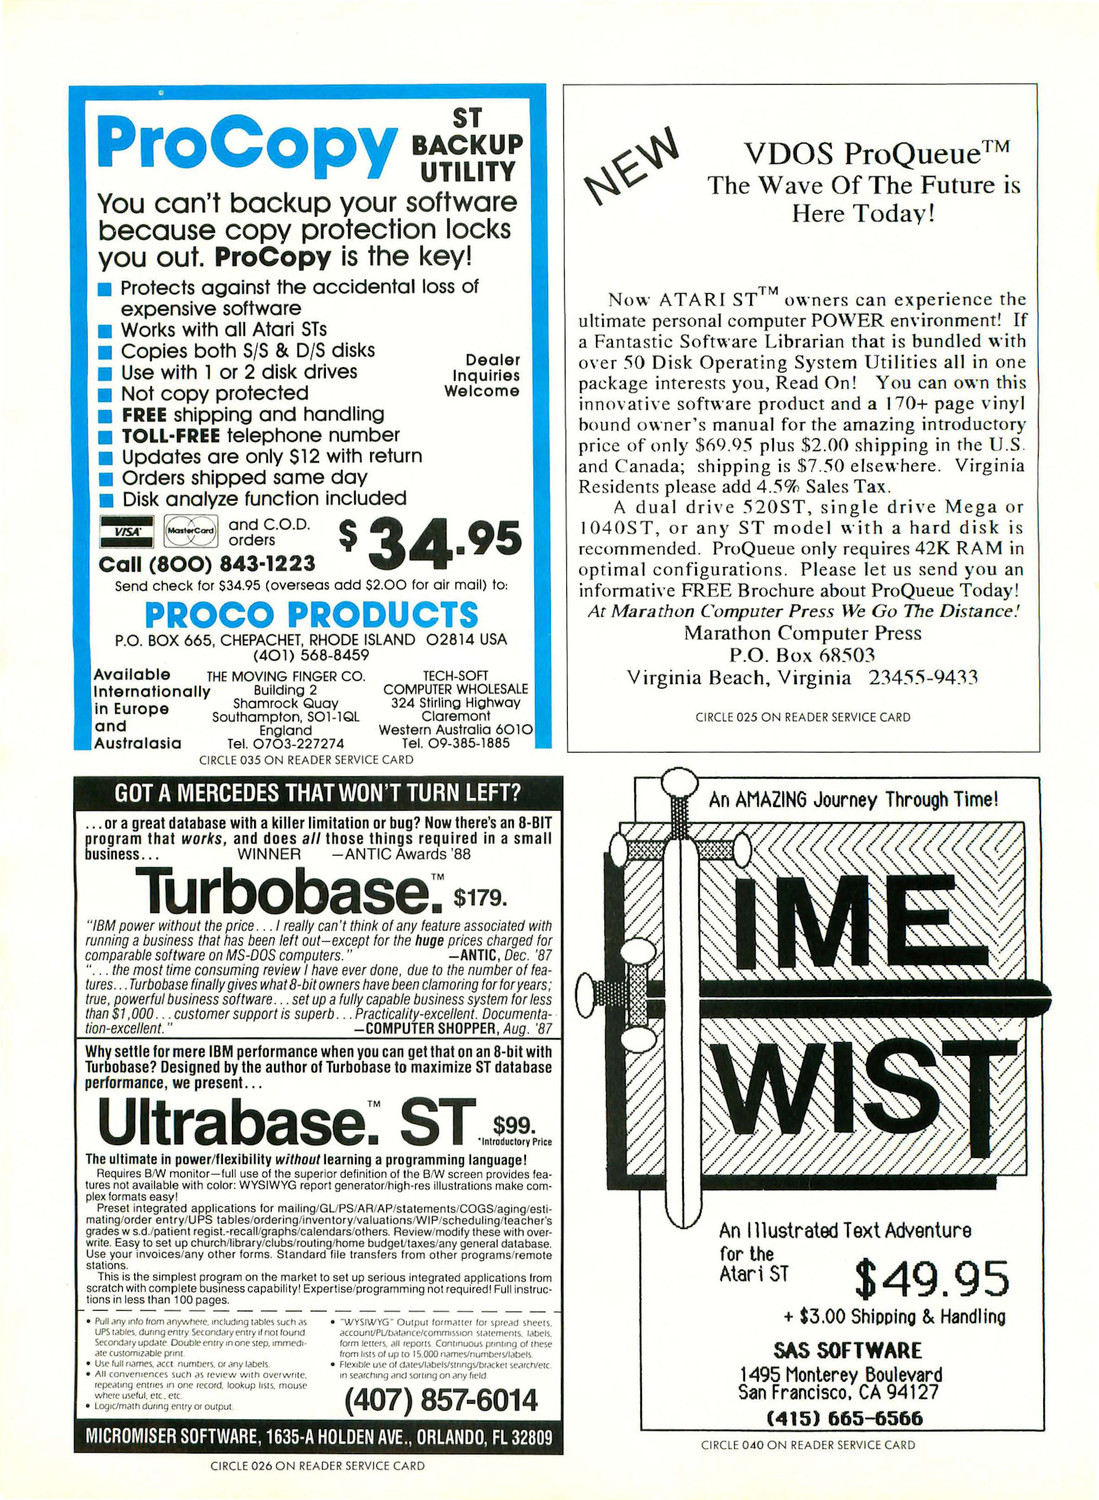 ProCopy
ST
BACKUP
UTILITY
You can't backup your software
because copy protection locks
you out. ProCopy is the key!
Protects against the accidental loss of
expensive software
Works with all Atari STs
Copies both S/S & D/S disks
Use with 1 or 2 disk drives
Not copy protected
FREE shipping and handling
TOLL-FREE telephone number
Updates are only $12 with return
Orders shipped same day
Disk analyze function included
Dealer
Inquiries
Welcome
VISA
MasterCard
and C.O.D.
orders
$34.95
Call (800) 843-1223
Send check for $34.95 (overseas add $2.00 for air mail) to:
PROCO PRODUCTS
P.O. BOX 665, CHEPACHET, RHODE ISLAND 02814 USA
(401) 568-8459
Available
Internationally
in Europe
and
Australasia
THE MOVING FINGER CO.
Building 2
Shamrock Quay
Southampton, SO1-1QL
England
Tel. 0703-227274
TECH-SOFT
COMPUTER WHOLESALE
324 Stirling Highway
Claremont
Western Australia 6010
Tel. 09-385-1885
CIRCLE 035 ON READER SERVICE CARD
NEW
VDOS ProQueue™
The Wave Of The Future is
Here Today!
Now ATARI ST™ owners can experience the
ultimate personal computer POWER environment! If
a Fantastic Software Librarian that is bundled with
over 50 Disk Operating System Utilities all in one
package interests you, Read On! You can own this
innovative software product and a 170+ page vinyl
bound owner's manual for the amazing introductory
price of only $69.95 plus $2.00 shipping in the U.S.
and Canada; shipping is $7.50 elsewhere. Virginia
Residents please add 4.5% Sales Tax.
A dual drive 520ST, single drive Mega or
1040ST, or any ST model with a hard disk is
recommended. ProQueue only requires 42K RAM in
optimal configurations. Please let us send you an
informative FREE Brochure about ProQueue Today!
At Marathon Computer Press We Go The Distance!
Marathon Computer Press
P.O. Box 68503
Virginia Beach, Virginia 23455-9433
CIRCLE 025 ON READER SERVICE CARD
GOT A MERCEDES THAT WON'T TURN LEFT?
...or a great database with a killer limitation or bug? Now there's an 8-BIT
program that works, and does all those things required in a small
business... WINNER —ANTIC Awards '88
Turbobase.™ $179.
"IBM power without the price...I really can't think of any feature associated with
running a business that has been left out—except for the huge prices charged for
comparable software on MS-DOS computers." —ANTIC, Dec. '87
"...the most time consuming review I have ever done, due to the number of fea-
tures...Turbobase finally gives what 8-bit owners have been clamoring for for years;
true, powerful business software...set up a fully capable business system for less
than $1,000...customer support is superb...Practicality-excellent. Documenta-
tion-excellent." —COMPUTER SHOPPER, Aug. '87
Why settle for mere IBM performance when you can get that on an 8-bit with
Turbobase? Designed by the author of Turbobase to maximize ST database
performance, we present...
Ultrabase.™ ST $99.
*Introductory Price
The ultimate in power/flexibility without learning a programming language!
Requires B/W monitor—full use of the superior definition of the B/W screen provides fea-
tures not available with color: WYSIWYG report generator/high-res illustrations make com-
plex formats easy!
Preset integrated applications for mailing/GL/PS/AR/AP/statements/COGS/aging/esti-
mating/order entry/UPS tables/ordering/inventory/valuations/WIP/scheduling/teacher's
grades w s.d./patient regist.-recall/graphs/calendars/others. Review/modify these with over-
write. Easy to set up church/library/clubs/routing/home budget/taxes/any general database.
Use your invoices/any other forms. Standard file transfers from other programs/remote
stations.
This is the simplest program on the market to set up serious integrated applications from
scratch with complete business capability! Expertise/programming not required! Full instruc-
tions in less than 100 pages.
• Pull any info from anywhere, including tables such as
UPS tables, during entry Secondary entry if not found.
Secondary update. Double entry in one step, immedi-
ate customizable print.
• Use full names, acct. numbers, or any labels.
• All conveniences such as review with overwrite,
repeating entries in one record, lookup lists, mouse
where useful, etc., etc.
• Logic/math during entry or output.
• "WYSIWYG" Output formatter for spread sheets,
account/PL/balance/commission statements, labels,
form letters, all reports. Continuous printing of these
from lists of up to 15,000 names/numbers/labels.
• Flexible use of dates/labels/strings/bracket search/etc.
in searching and sorting on any field.
(407) 857-6014
MICROMISER SOFTWARE, 1635-A HOLDEN AVE., ORLANDO, FL 32809
CIRCLE 026 ON READER SERVICE CARD
An AMAZING Journey Through Time!
TIME
TWIST
An Illustrated Text Adventure
for the
Atari ST
$49.95
+ $3.00 Shipping & Handling
SAS SOFTWARE
1495 Monterey Boulevard
San Francisco, CA 94127
(415) 665-6566
CIRCLE 040 ON READER SERVICE CARD